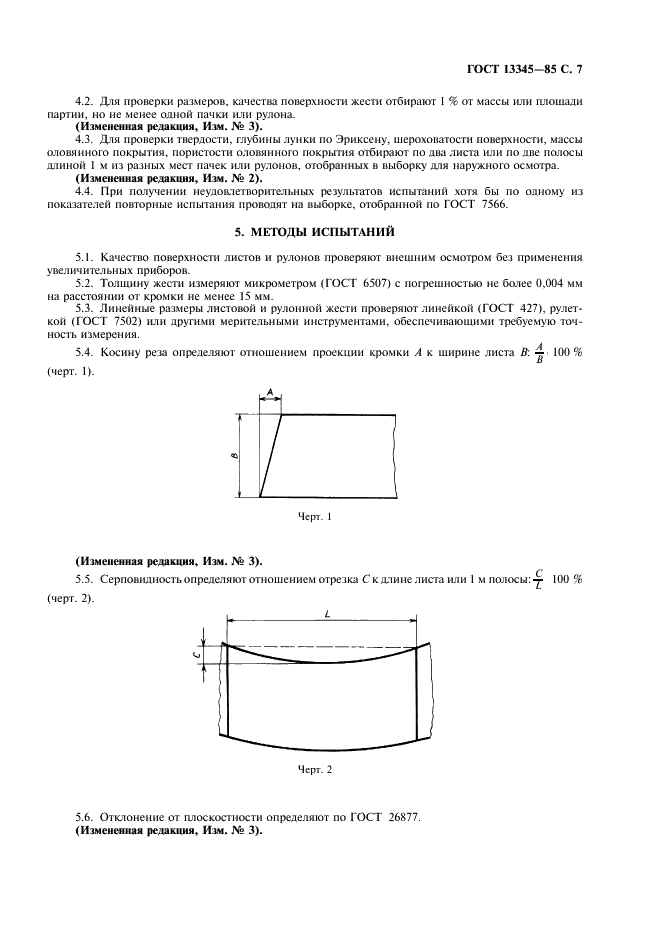 ГОСТ 13345—85 С. 7
4.2. Для проверки размеров, качества поверхности жести отбирают 1 % от массы или площади
партии, но не менее одной пачки или рулона.
(Измененная редакция, Изм. № 3).
4.3. Для проверки твердости, глубины лунки по Эриксену, шероховатости поверхности, массы
оловянного покрытия, пористости оловянного покрытия отбирают по два листа или по две полосы
длиной 1 м из разных мест пачек или рулонов, отобранных в выборку для наружного осмотра.
(Измененная редакция, Изм. № 2).
4.4. При получении неудовлетворительных результатов испытаний хотя бы по одному из
показателей повторные испытания проводят на выборке, отобранной по ГОСТ 7566.
5. МЕТОДЫ ИСПЫТАНИЙ
5.1. Качество поверхности листов и рулонов проверяют внешним осмотром без применения
увеличительных приборов.
5.2. Толщину жести измеряют микрометром (ГОСТ 6507) с погрешностью не более 0,004 мм
на расстоянии от кромки не менее 15 мм.
5.3. Линейные размеры листовой и рулонной жести проверяют линейкой (ГОСТ 427), рулет-
кой (ГОСТ 7502) или другими мерительными инструментами, обеспечивающими требуемую точ-
ность измерения.
5.4. Косину реза определяют отношением проекции кромки A к ширине листа B: A/B · 100 %
(черт. 1).
A
B
Черт. 1
(Измененная редакция, Изм. № 3).
5.5. Серповидность определяют отношением отрезка C к длине листа или 1 м полосы: C/L 100 %
(черт. 2).
L
C
Черт. 2
5.6. Отклонение от плоскостности определяют по ГОСТ 26877.
(Измененная редакция, Изм. № 3).